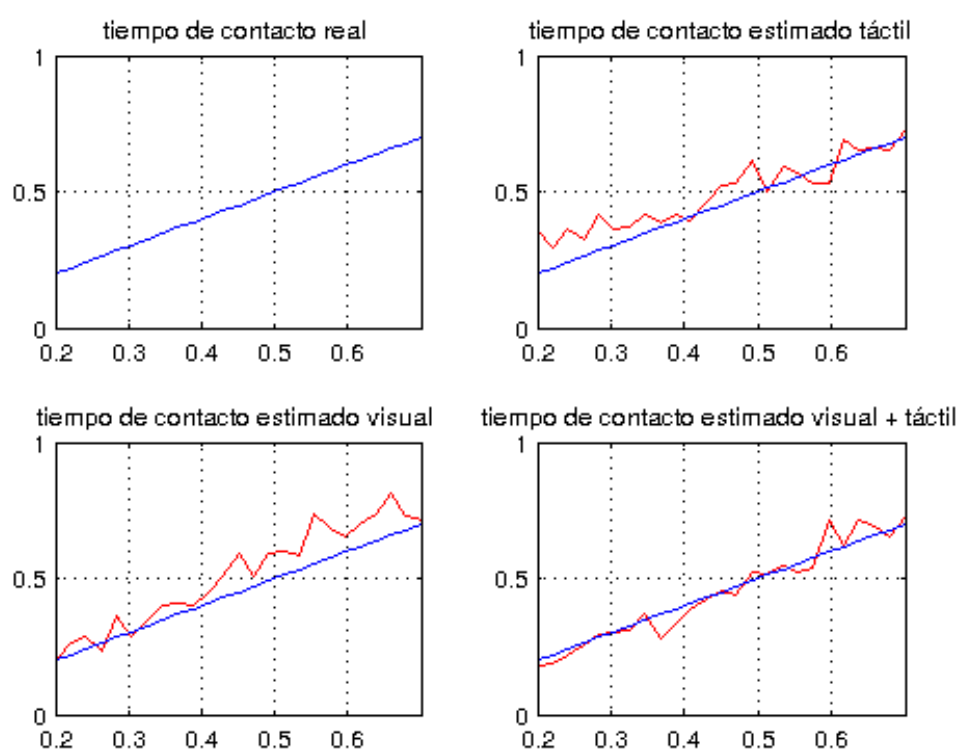 tiempo de contacto real
1
0.5
0
0.2 0.3 0.4 0.5 0.6
tiempo de contacto estimado táctil
1
0.5
0
0.2 0.3 0.4 0.5 0.6
tiempo de contacto estimado visual
1
0.5
0
0.2 0.3 0.4 0.5 0.6
tiempo de contacto estimado visual + táctil
1
0.5
0
0.2 0.3 0.4 0.5 0.6